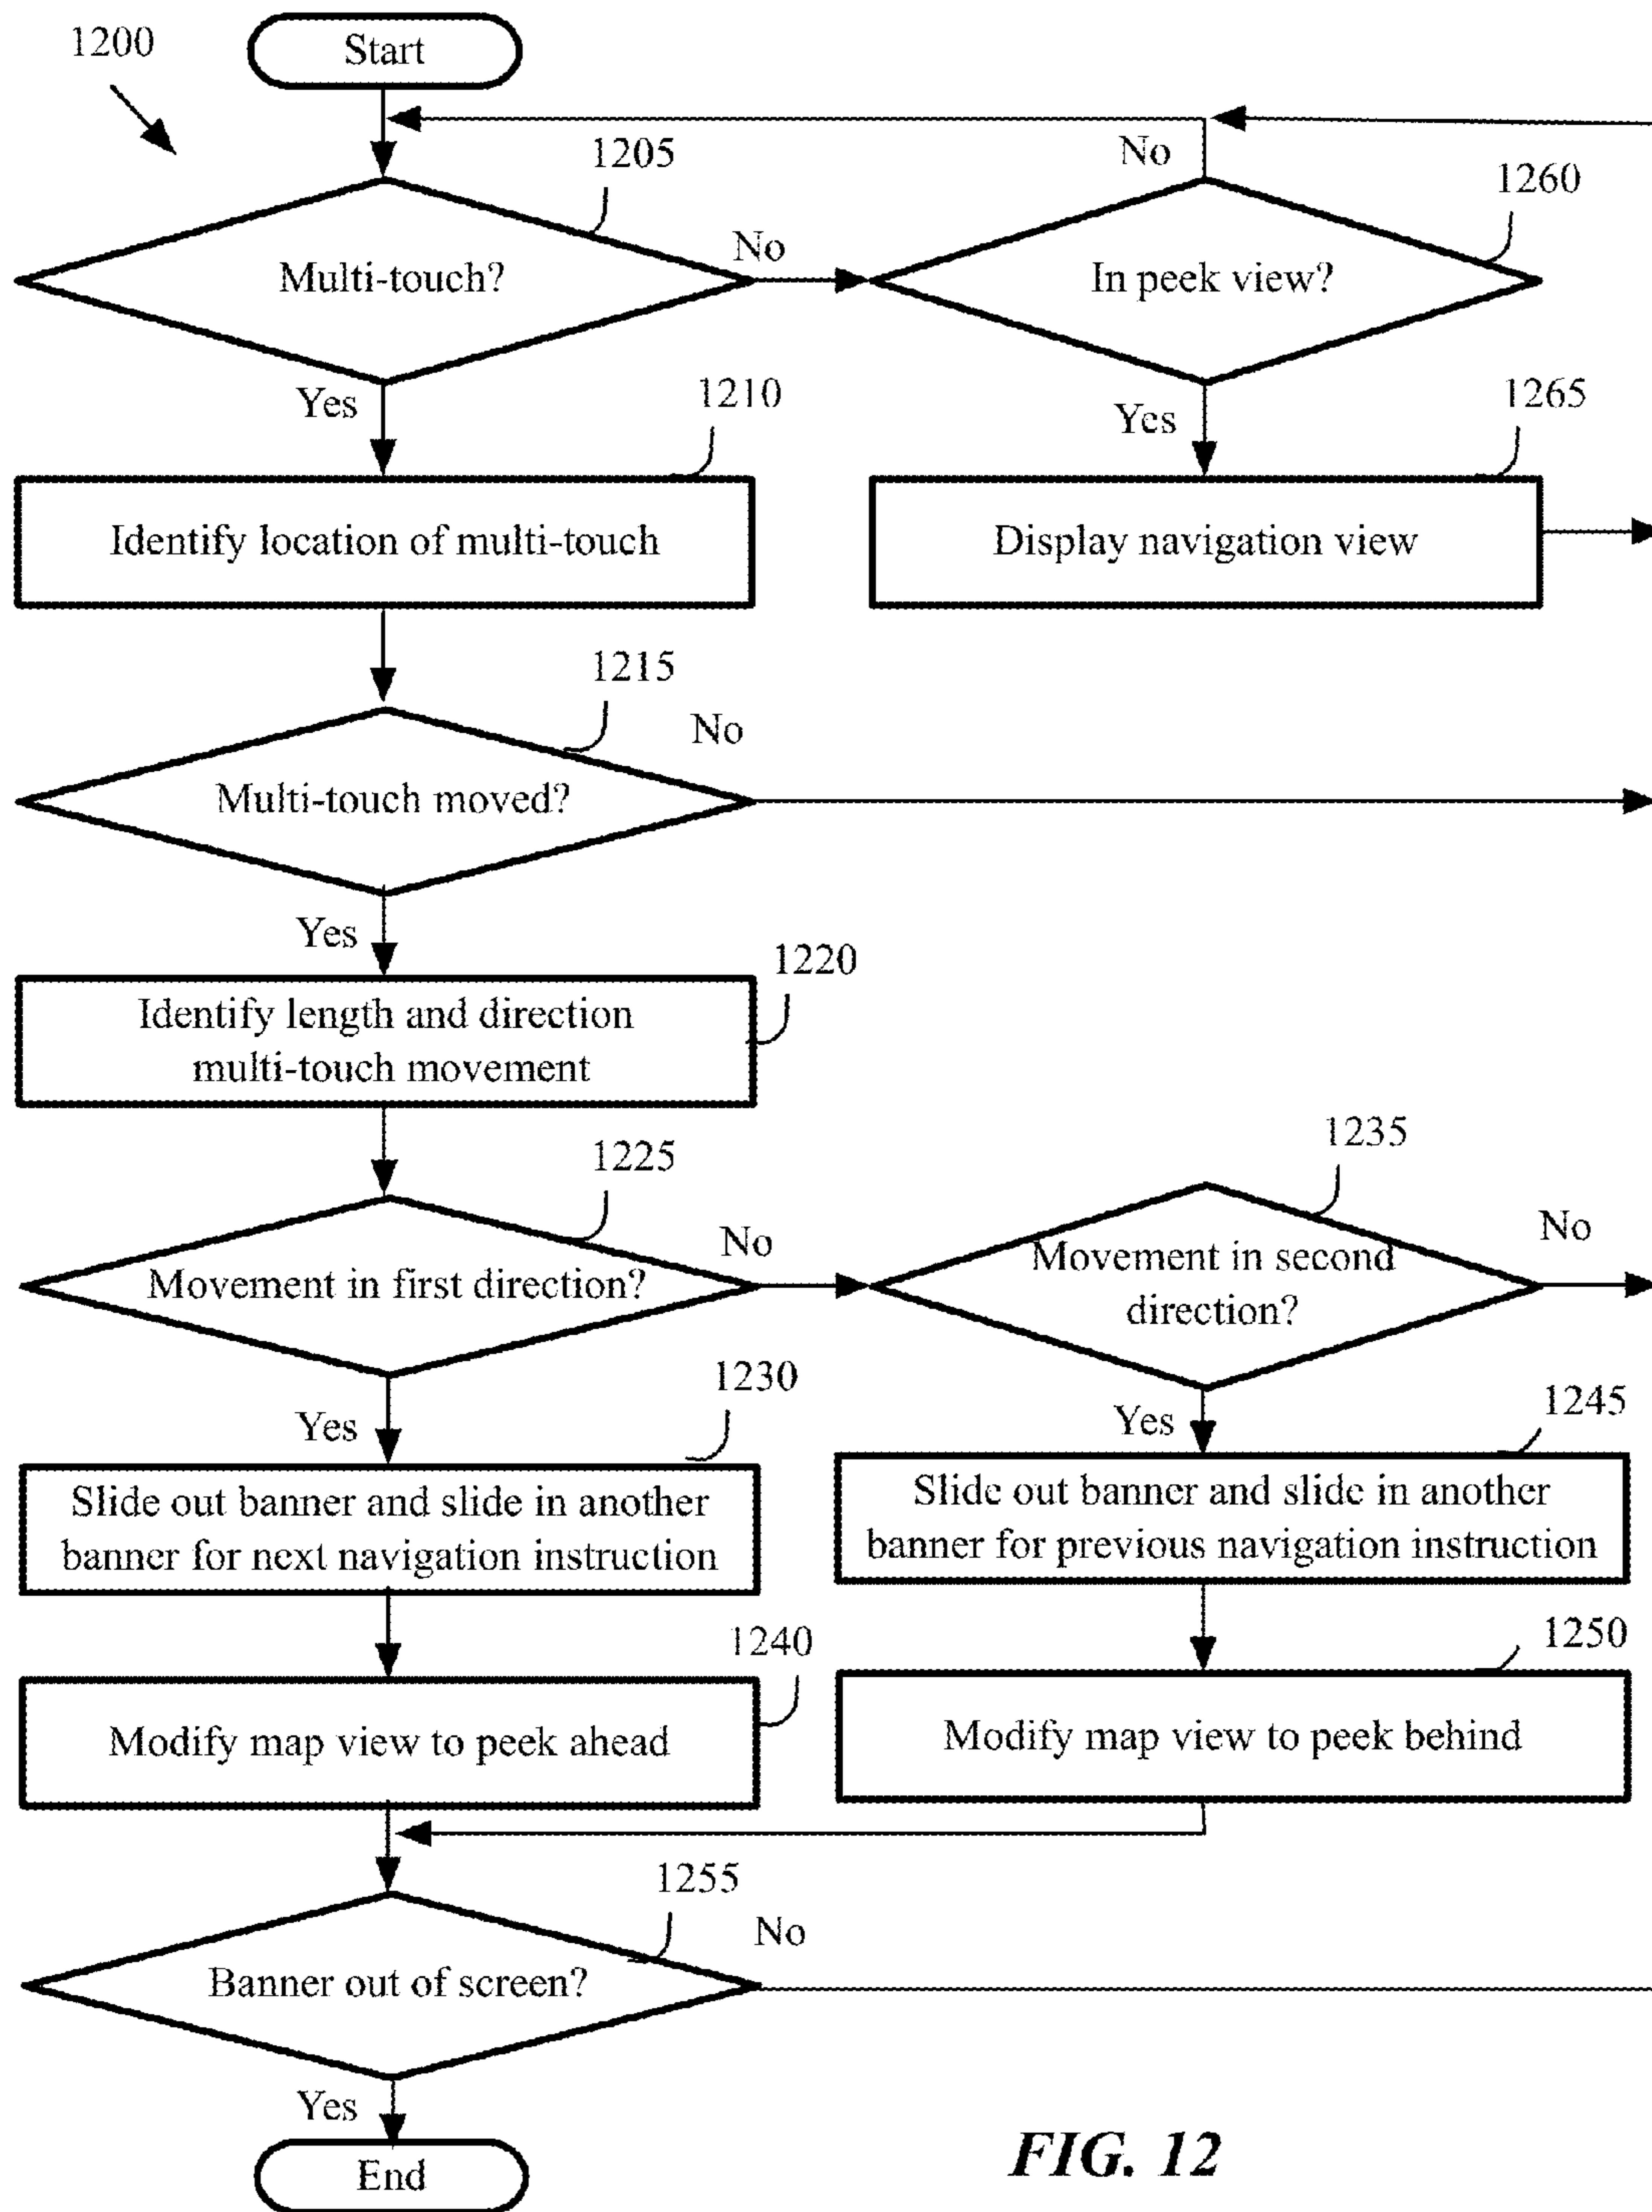 1200
Start
1205
No
1260
Multi-touch?
No
In peek view?
Yes
1210
Yes
1265
Identify location of multi-touch
Display navigation view
1215
No
Multi-touch moved?
Yes
1220
Identify length and direction
multi-touch movement
1225
1235
Movement in first direction?
No
Movement in second
direction?
No
Yes
1230
Yes
1245
Slide out banner and slide in another
banner for next navigation instruction
Slide out banner and slide in another
banner for previous navigation instruction
1240
1250
Modify map view to peek ahead
Modify map view to peek behind
1255
No
Banner out of screen?
Yes
End
FIG. 12